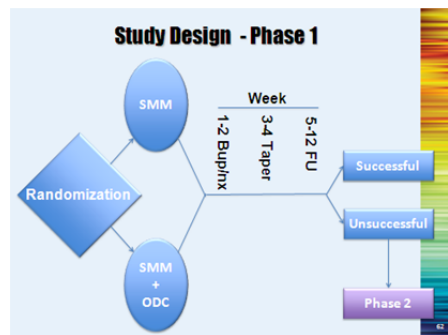 Study Design - Phase 1
SMM
Week
1-2 Bup/nx
3-4 Taper
5-12 FU
Randomization
Successful
Unsuccessful
SMM
+
ODC
Phase 2